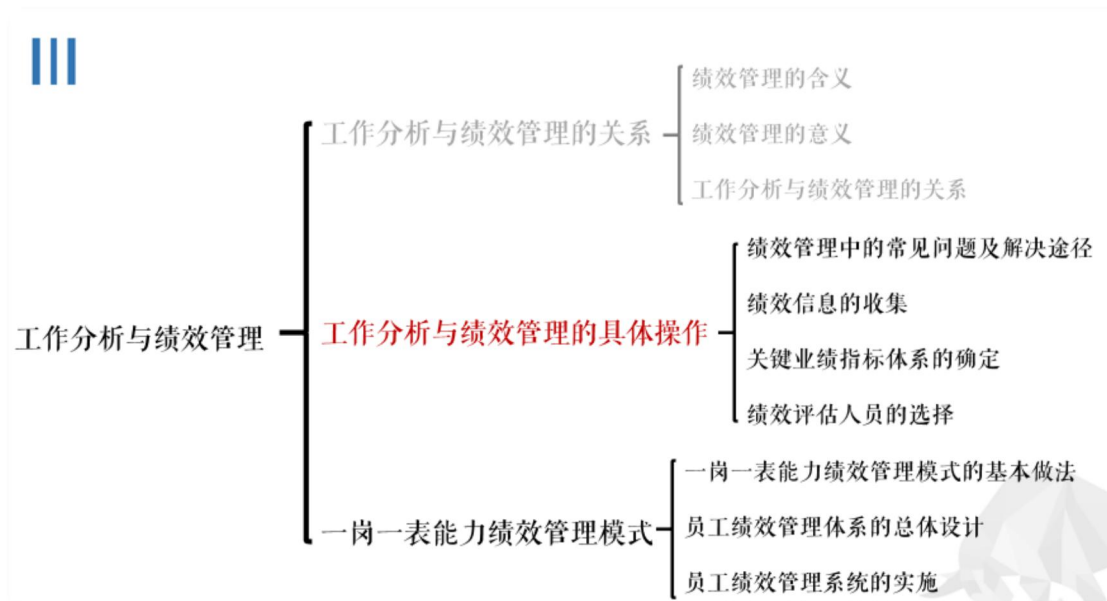 工作分析与绩效管理
工作分析与绩效管理的关系
绩效管理的含义
绩效管理的意义
工作分析与绩效管理的关系
工作分析与绩效管理的具体操作
绩效管理中的常见问题及解决途径
绩效信息的收集
关键业绩指标体系的确定
绩效评估人员的选择
一岗一表能力绩效管理模式
一岗一表能力绩效管理模式的基本做法
员工绩效管理体系的总体设计
员工绩效管理系统的实施